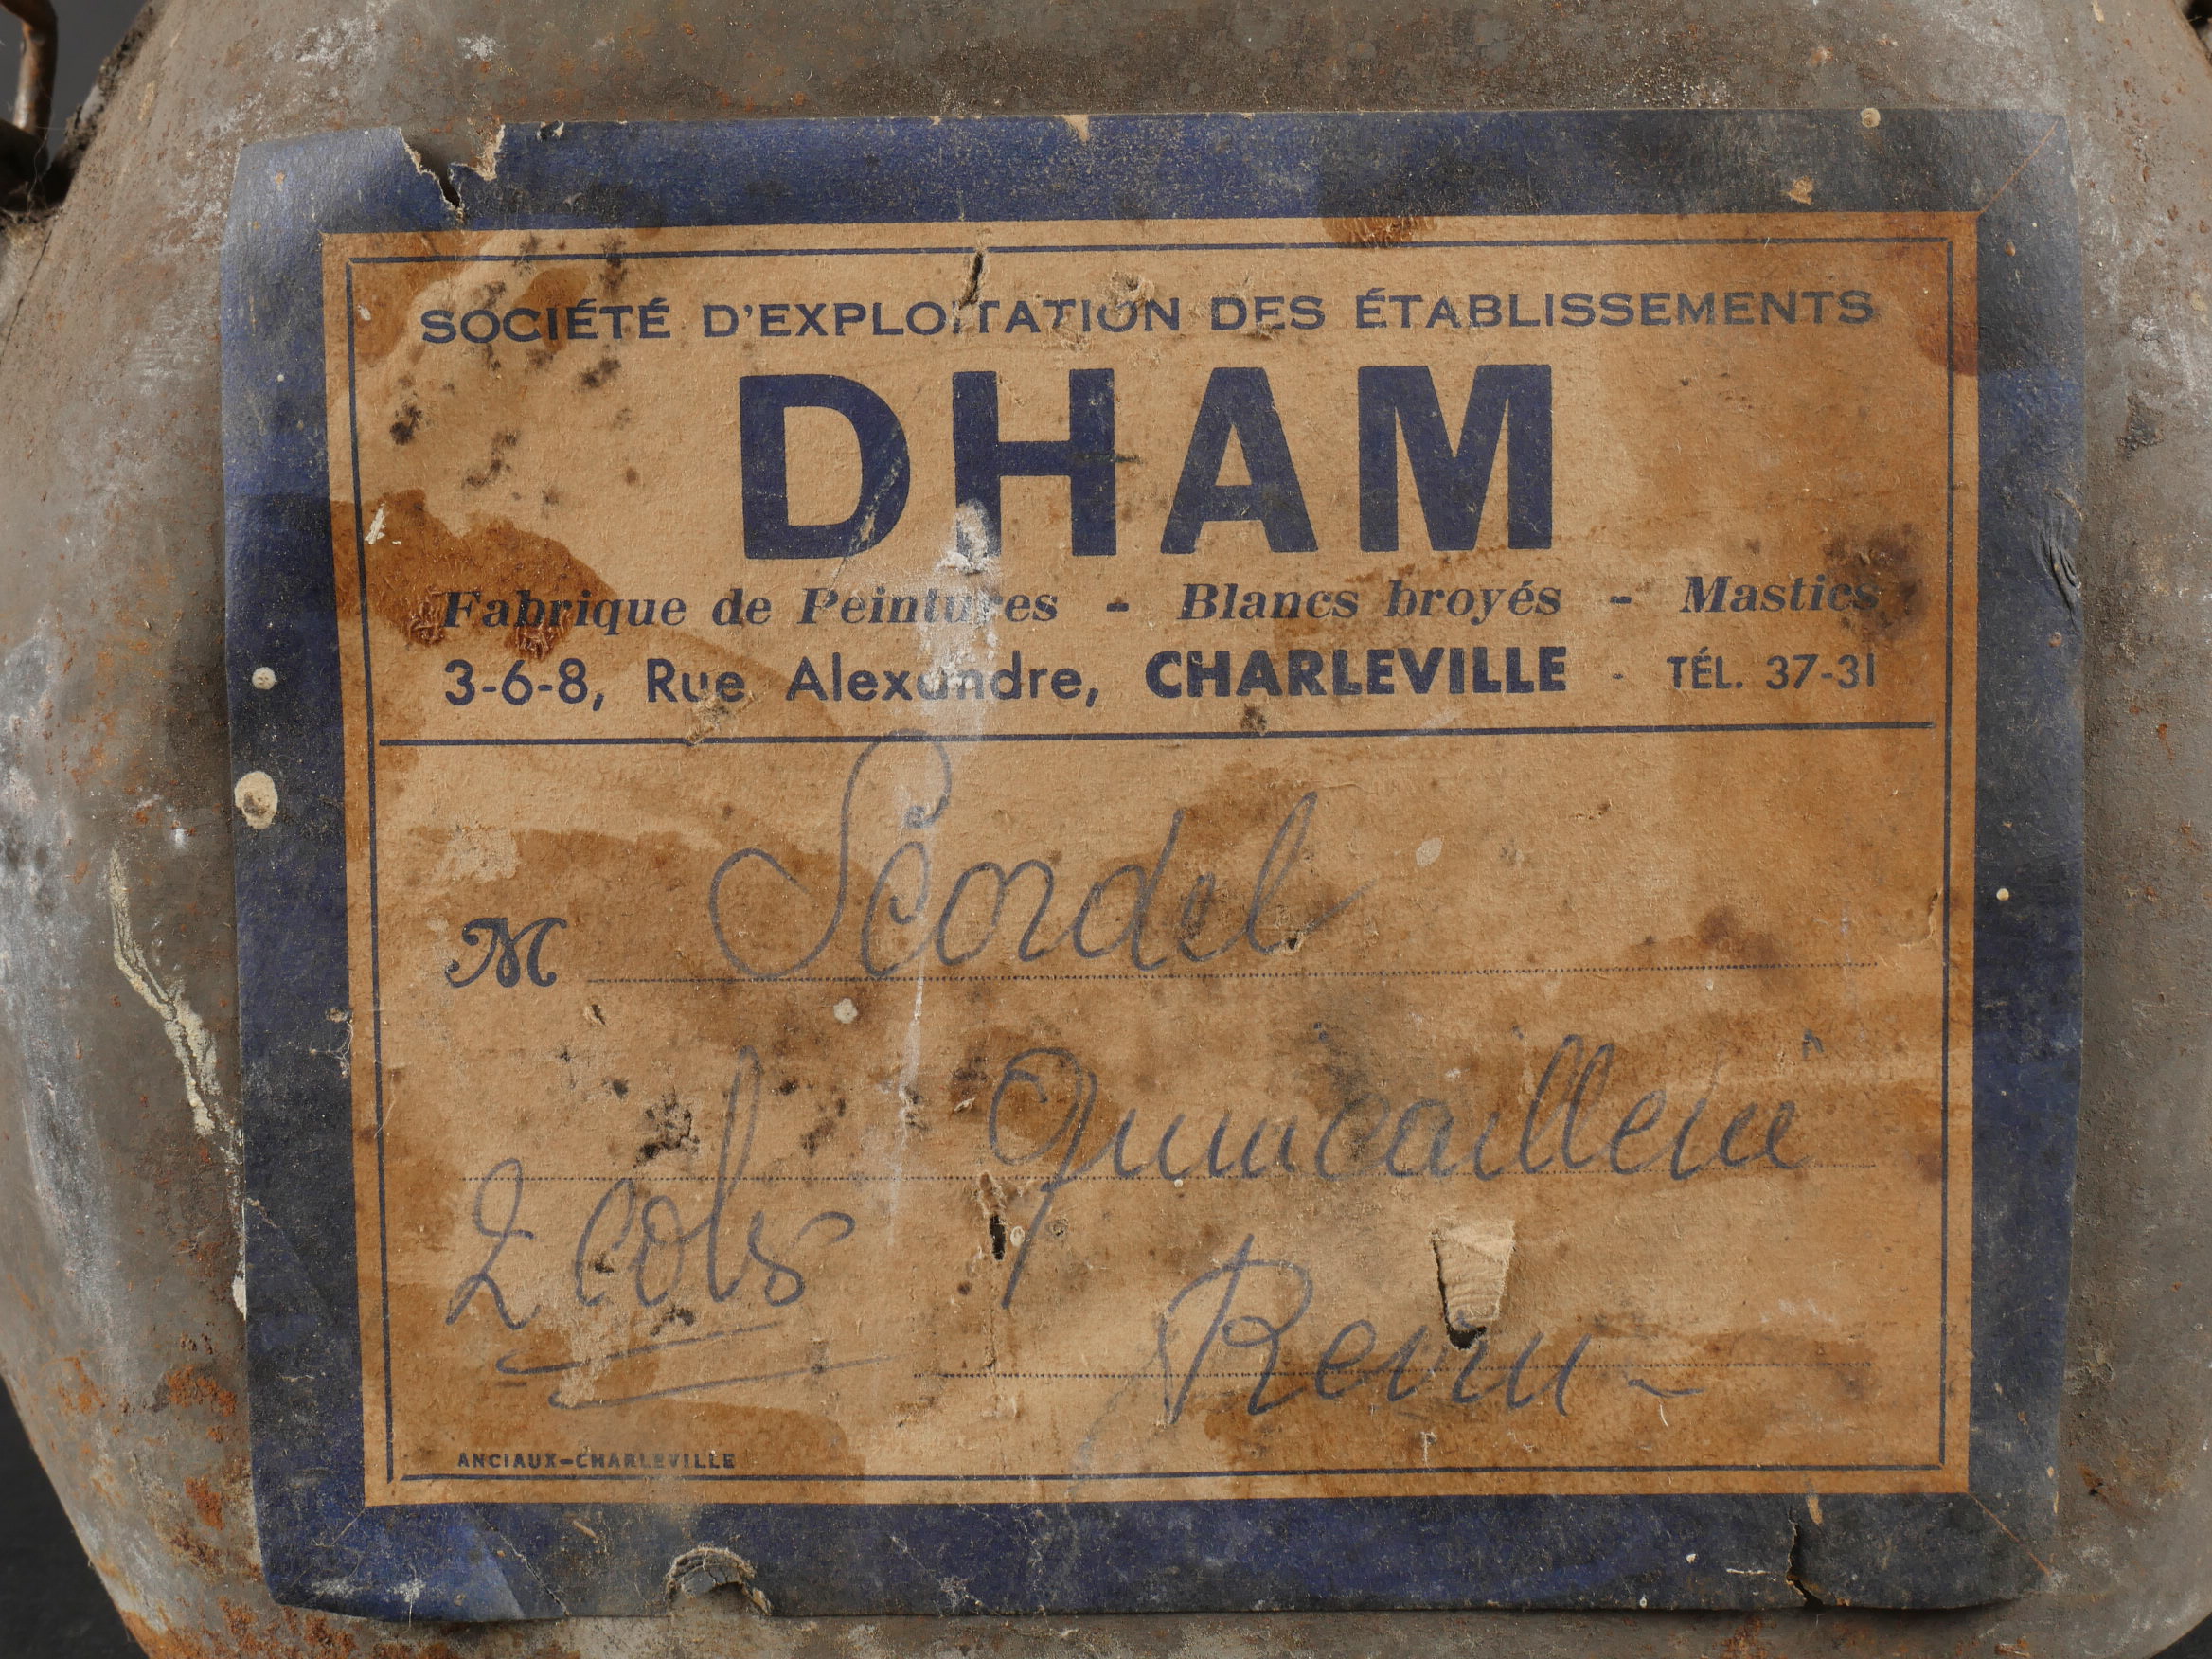 SOCIÉTÉ D'EXPLOITATION DES ÉTABLISSEMENTS
DHAM
Fabrique de Peintures - Blancs broyés - Mastics
3-6-8, Rue Alexandre, CHARLEVILLE - TÉL. 37-31
M Scordel
Quincaillerie
2 Cols
Revin -
ANCIAUX-CHARLEVILLE